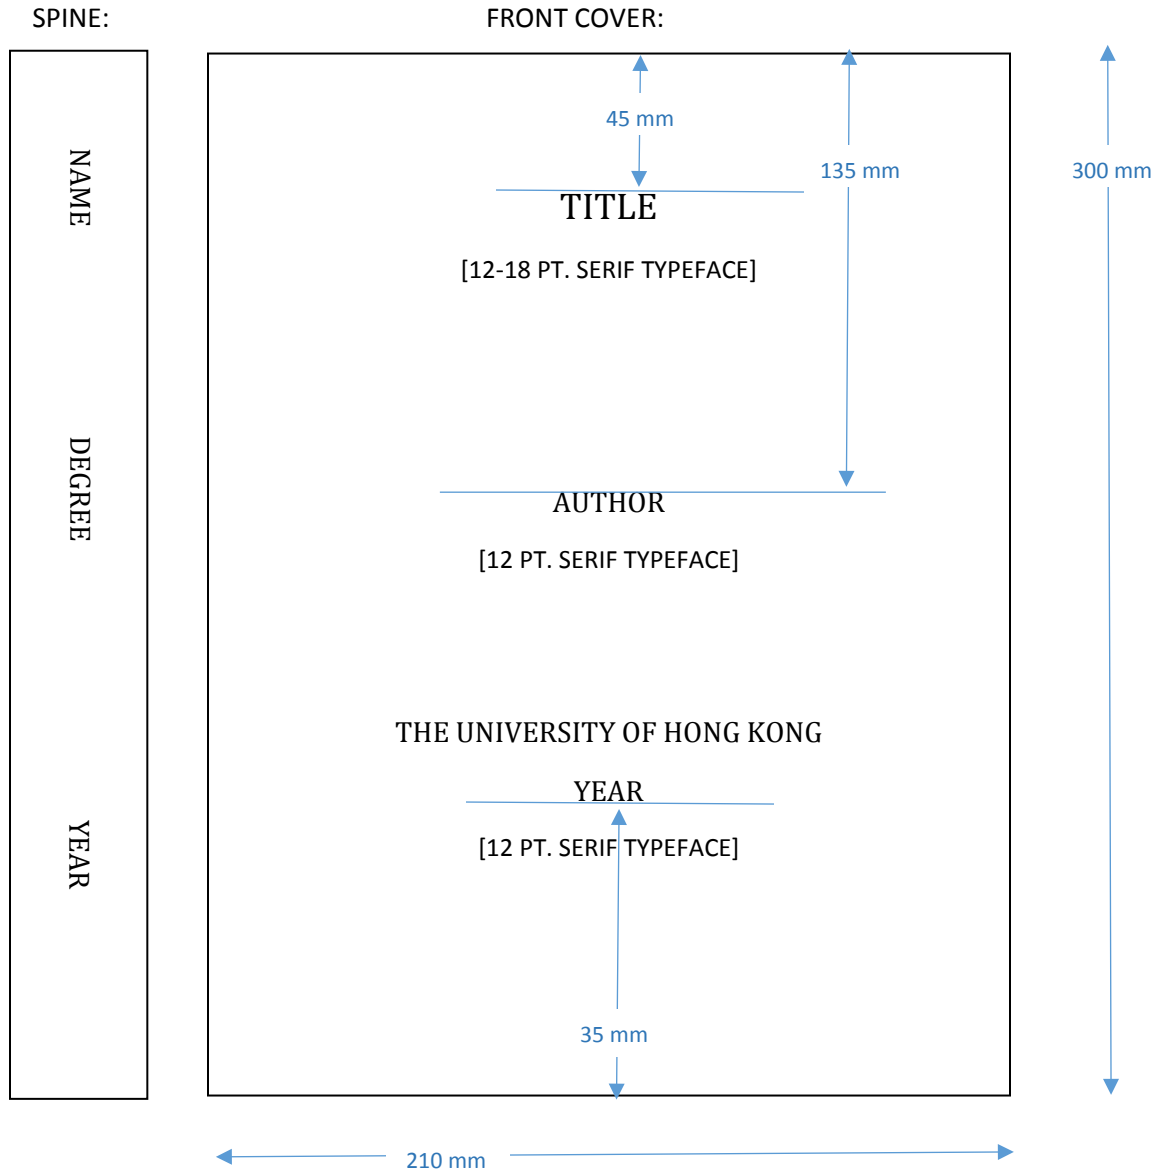 SPINE:
FRONT COVER:
NAME
DEGREE
YEAR
45 mm
135 mm
300 mm
TITLE
[12-18 PT. SERIF TYPEFACE]
AUTHOR
[12 PT. SERIF TYPEFACE]
THE UNIVERSITY OF HONG KONG
YEAR
[12 PT. SERIF TYPEFACE]
35 mm
210 mm